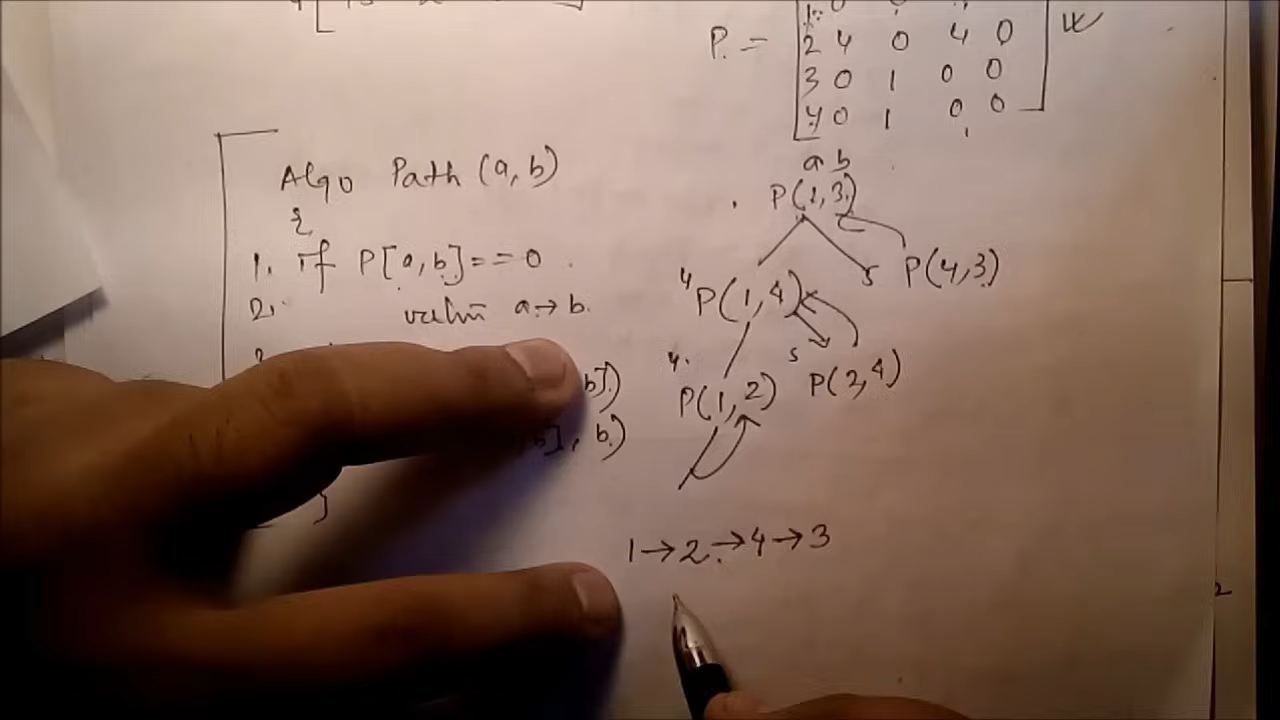 P. =
2 4 0 4 0
3 0 1 0 0
4 0 1 0 0
Algo Path (a, b)
{
1. if P[a, b] == 0
2. return a → b.
b])
b], b.)
}
a b
P(1,3)
4 P(1,4) 5 P(4,3)
4. P(1,2) 5 P(2,4)
1 → 2 → 4 → 3
2